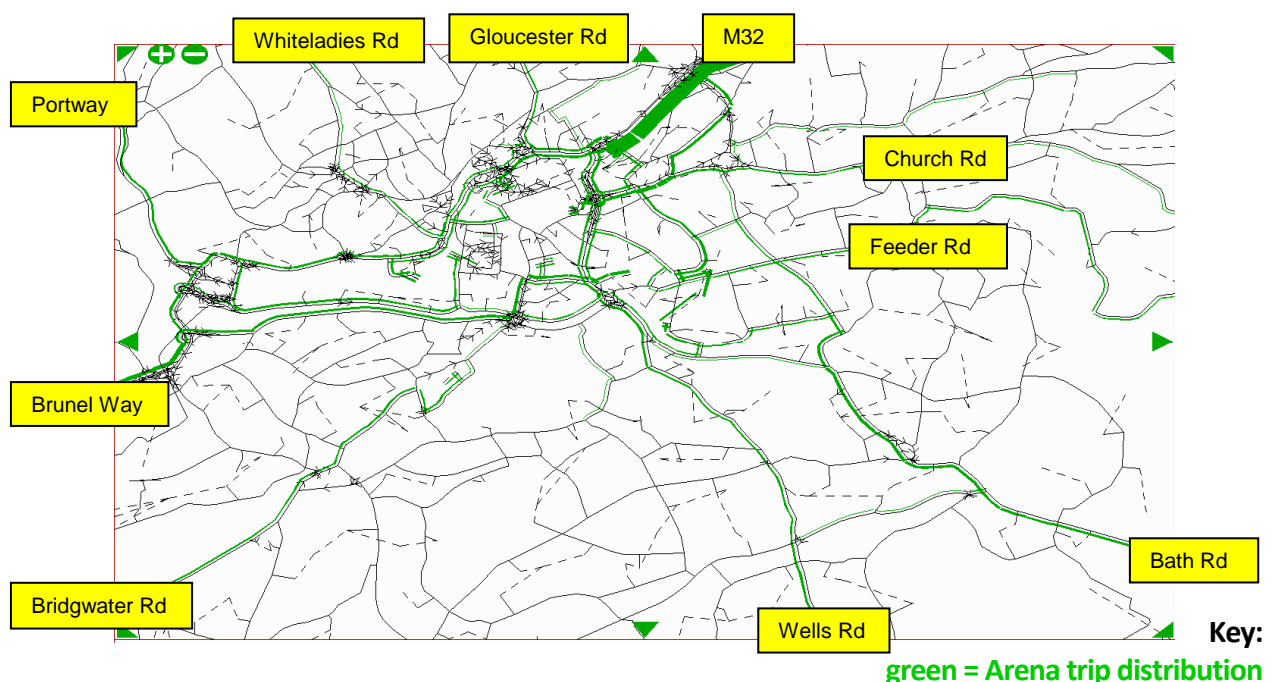 Whiteladies Rd
Gloucester Rd
M32
Portway
Church Rd
Feeder Rd
Brunel Way
Bath Rd
Bridgwater Rd
Wells Rd
Key:
green = Arena trip distribution